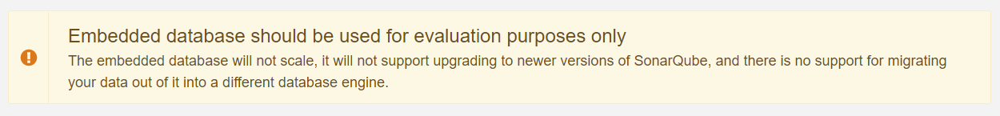 Embedded database should be used for evaluation purposes only
The embedded database will not scale, it will not support upgrading to newer versions of SonarQube, and there is no support for migrating
your data out of it into a different database engine.